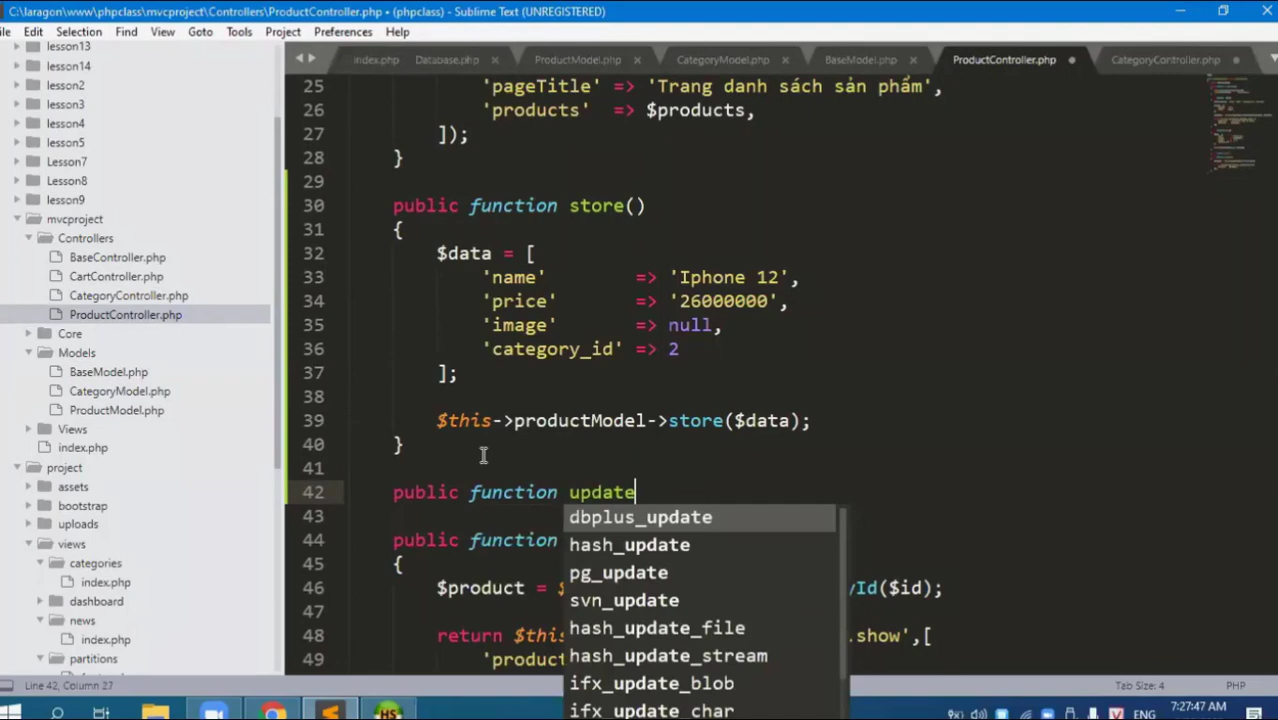 C:\laragon\www\phpclass\mvcproject\Controllers\ProductController.php • (phpclass) - Sublime Text (UNREGISTERED)
Edit Selection Find View Goto Tools Project Preferences Help
index.php Database.php ProductModel.php CategoryModel.php BaseModel.php ProductController.php CategoryController.php
lesson13
lesson14
lesson2
lesson3
lesson4
lesson5
Lesson7
Lesson8
lesson9
mvcproject
Controllers
BaseController.php
CartController.php
CategoryController.php
ProductController.php
Core
Models
BaseModel.php
CategoryModel.php
ProductModel.php
Views
index.php
project
assets
bootstrap
uploads
views
categories
index.php
dashboard
news
index.php
partitions
25 'pageTitle' => 'Trang danh sách sản phẩm',
26 'products' => $products,
27 ]);
28 }
29
30 public function store()
31 {
32 $data = [
33 'name' => 'Iphone 12',
34 'price' => '26000000',
35 'image' => null,
36 'category_id' => 2
37 ];
38
39 $this->productModel->store($data);
40 }
41
42 public function update
43
44 public function
45 {
46 $product = $ Id($id);
47
48 return $this .show',[
49 'product
dbplus_update
hash_update
pg_update
svn_update
hash_update_file
hash_update_stream
ifx_update_blob
ifx_update_char
Line 42, Column 27 Tab Size: 4 PHP
ENG 7:27:47 AM